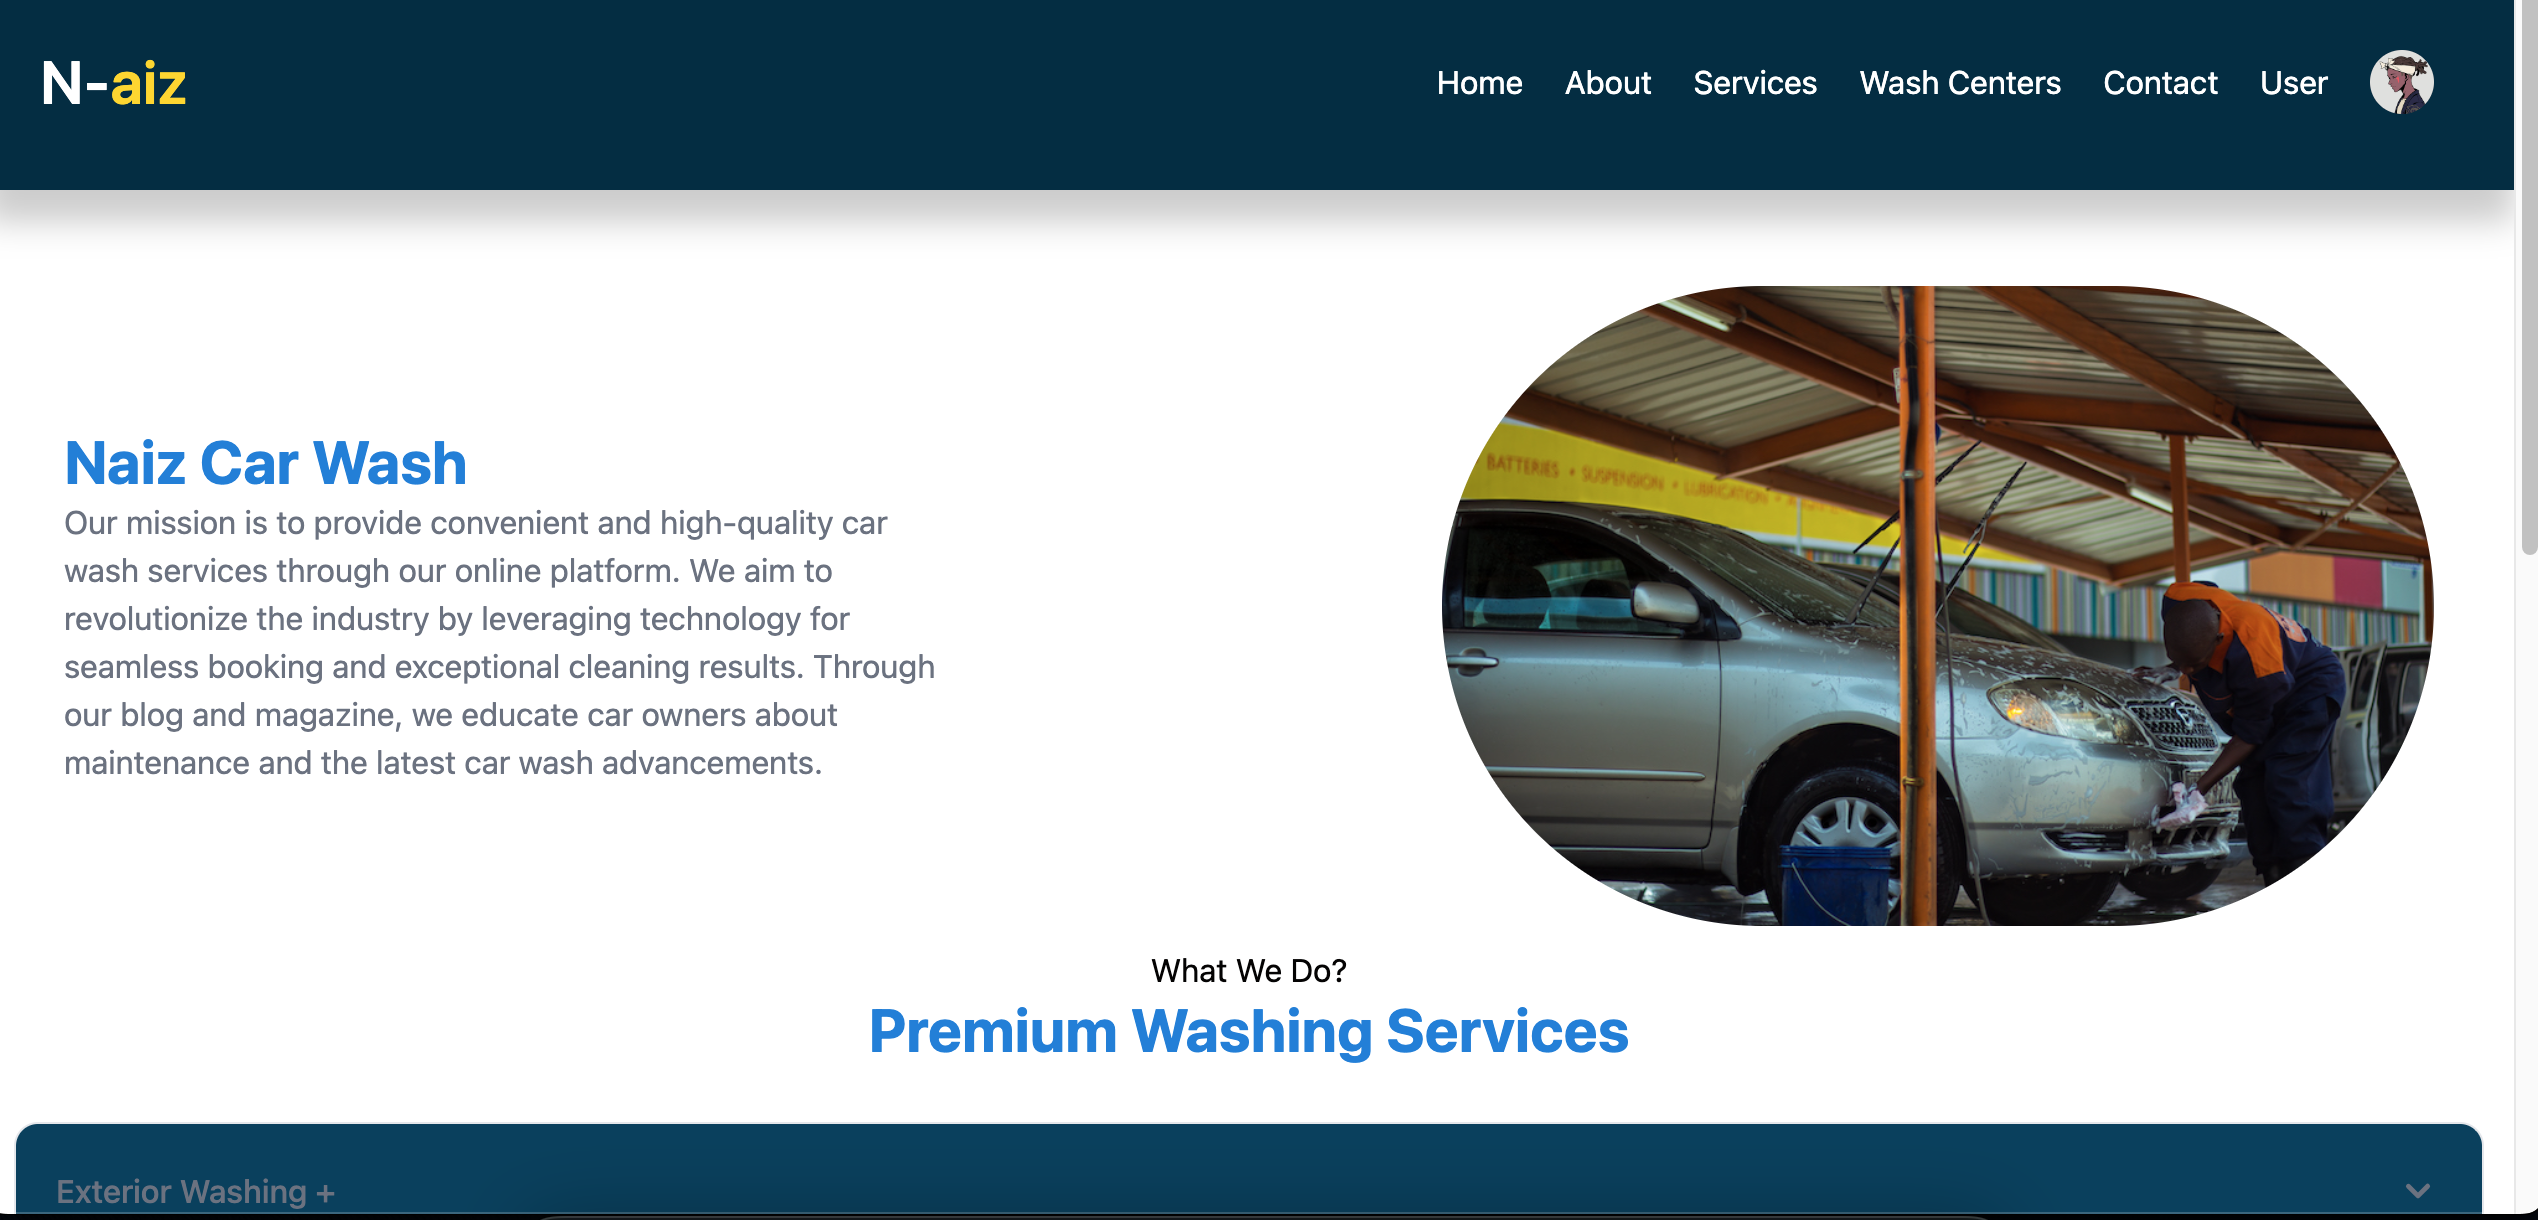 N-aiz
Home About Services Wash Centers Contact User
BATTERIES • SUSPENSION • LUBRICATION •
Naiz Car Wash
Our mission is to provide convenient and high-quality car
wash services through our online platform. We aim to
revolutionize the industry by leveraging technology for
seamless booking and exceptional cleaning results. Through
our blog and magazine, we educate car owners about
maintenance and the latest car wash advancements.
What We Do?
Premium Washing Services
Exterior Washing +